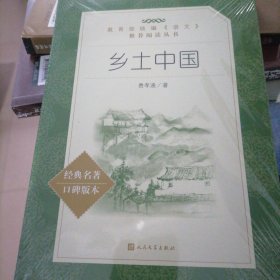 教育部统编《语文》
推荐阅读丛书
乡土中国
费孝通/著
经典名著
口碑版本
人民文学出版社